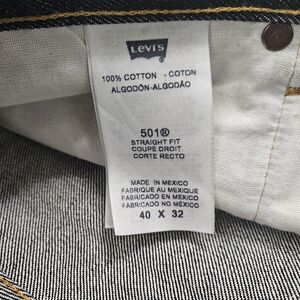 Levi's
100% COTTON - COTON
ALGODÓN-ALGODÃO
501®
STRAIGHT FIT
COUPE DROIT
CORTE RECTO
MADE IN MEXICO
FABRIQUE AU MEXIQUE
FABRICADO EN MEXICO
FABRICADO NO MEXICO
40 X 32